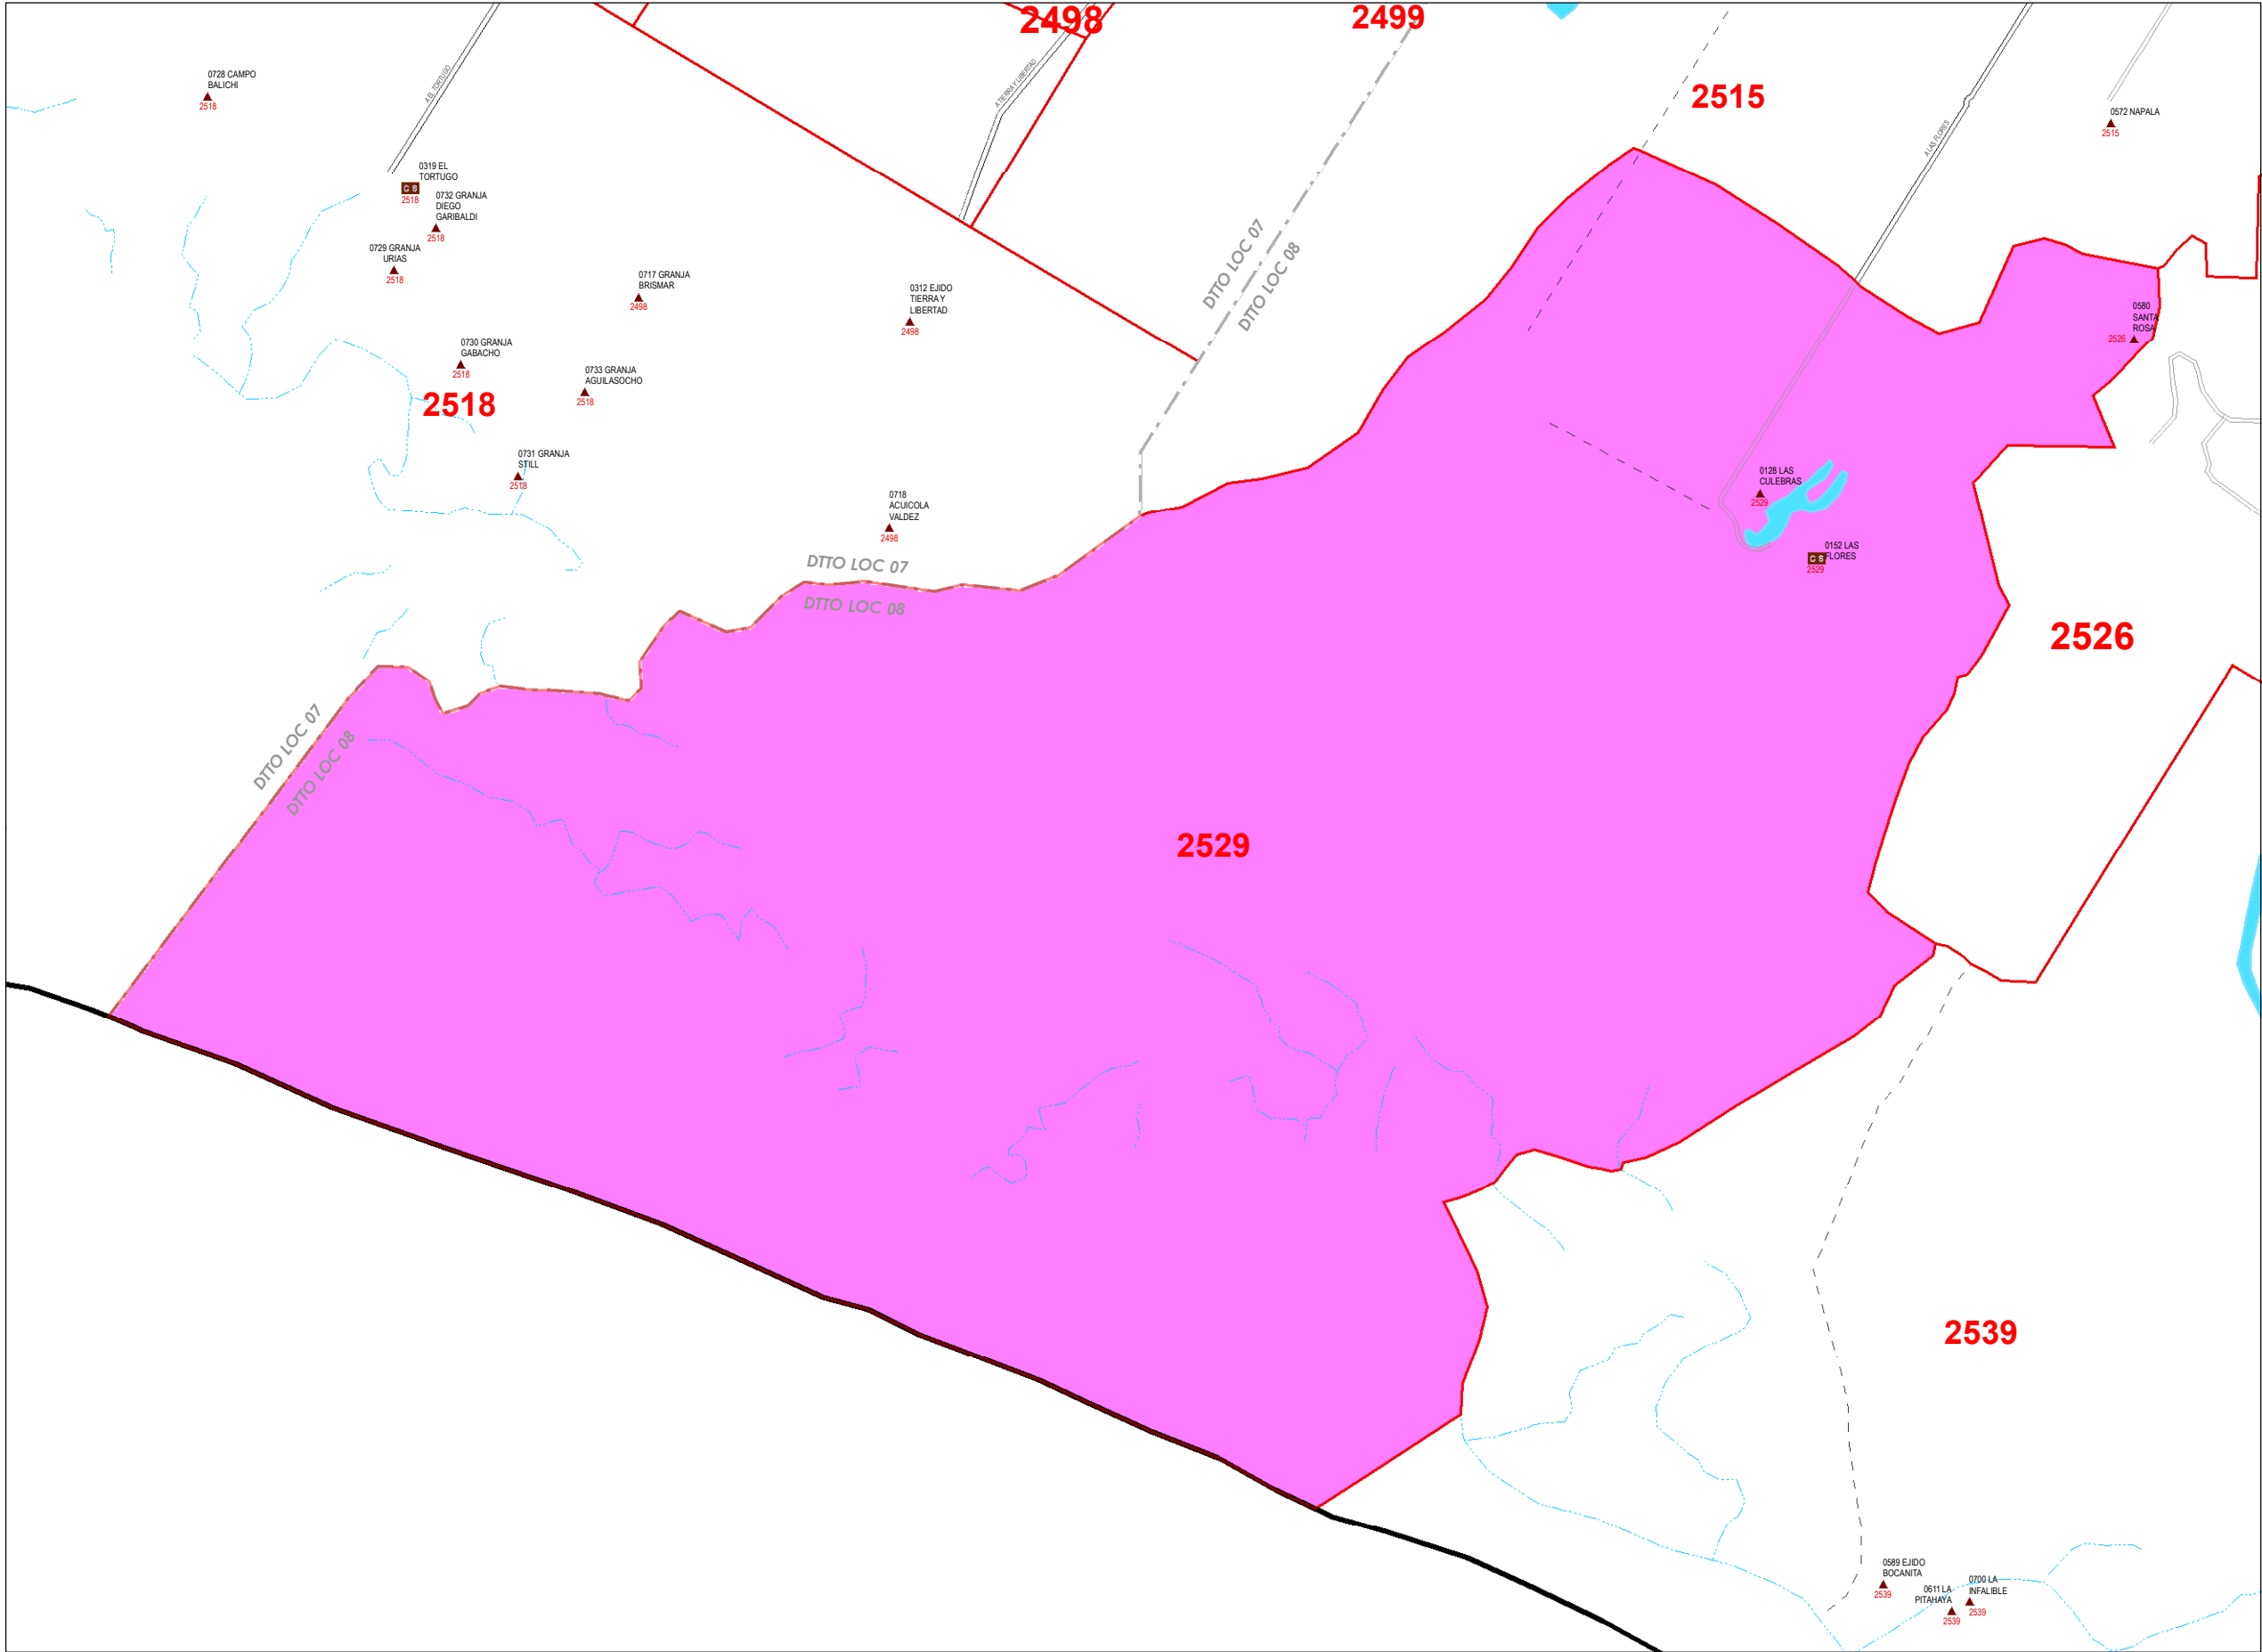 2498
2499
A EL TORTUGO
A TIERRA Y LIBERTAD
0728 CAMPO
BALICHI
2518
2515
0572 NAPALA
2515
A LAS FLORES
0319 EL
TORTUGO
C S
2518
0732 GRANJA
DIEGO
GARIBALDI
2518
0729 GRANJA
URIAS
2518
0717 GRANJA
BRISMAR
2498
0312 EJIDO
TIERRA Y
LIBERTAD
2498
DTTO LOC 07
DTTO LOC 08
0580
SANTA
ROSA
2526
0730 GRANJA
GABACHO
2518
0733 GRANJA
AGUILASOCHO
2518
2518
0731 GRANJA
STILL
2518
0718
ACUICOLA
VALDEZ
2498
0128 LAS
CULEBRAS
2529
0152 LAS
FLORES
C S
2529
DTTO LOC 07
DTTO LOC 08
2526
DTTO LOC 07
DTTO LOC 08
2529
2539
0589 EJIDO
BOCANITA
2539
0611 LA
PITAHAYA
2539
0700 LA
INFALIBLE
2539